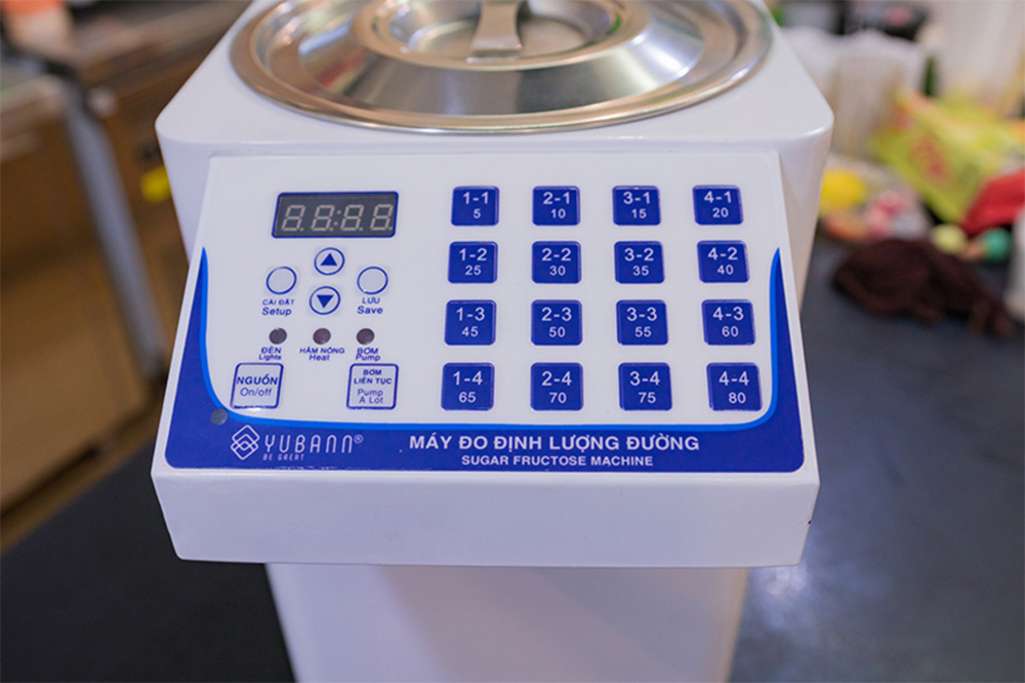 1-1
5
2-1
10
3-1
15
4-1
20
1-2
25
2-2
30
3-2
35
4-2
40
CÀI ĐẶT
Setup
LƯU
Save
1-3
45
2-3
50
3-3
55
4-3
60
ĐÈN
Lights
HÂM NÓNG
Heat
BƠM
Pump
NGUỒN
On/off
BƠM
LIÊN TỤC
Pump
A Lot
1-4
65
2-4
70
3-4
75
4-4
80
YUBANN®
BE GREAT
MÁY ĐO ĐỊNH LƯỢNG ĐƯỜNG
SUGAR FRUCTOSE MACHINE